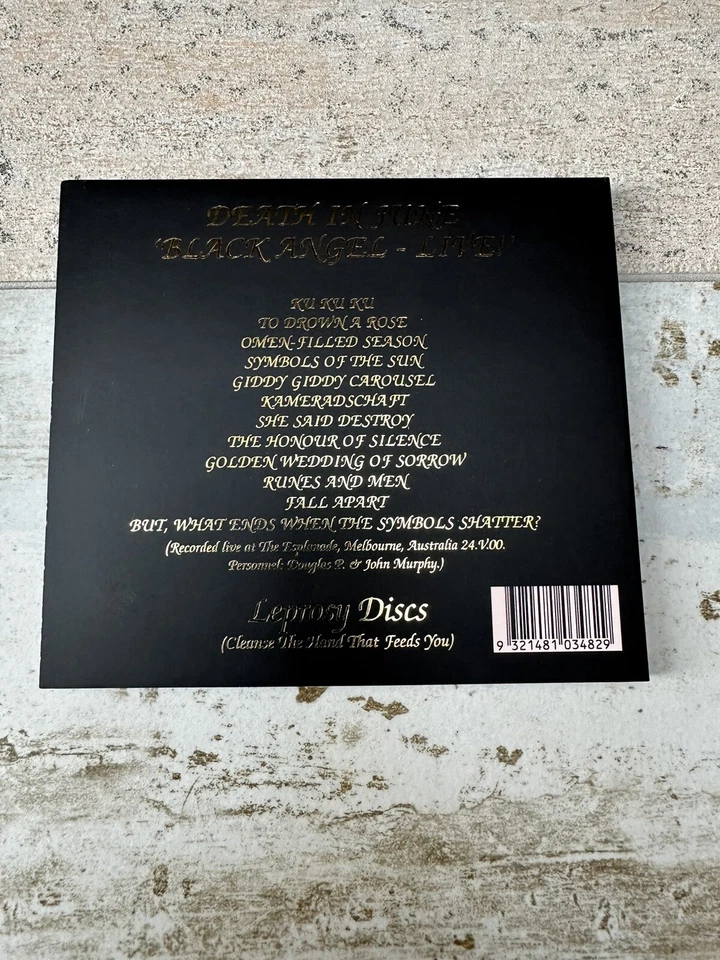 DEATH IN JUNE
'BLACK ANGEL - LIVE!'
KU KU KU
TO DROWN A ROSE
OMEN-FILLED SEASON
SYMBOLS OF THE SUN
GIDDY GIDDY CAROUSEL
KAMERADSCHAFT
SHE SAID DESTROY
THE HONOUR OF SILENCE
GOLDEN WEDDING OF SORROW
RUNES AND MEN
FALL APART
BUT, WHAT ENDS WHEN THE SYMBOLS SHATTER?
(Recorded live at The Esplanade, Melbourne, Australia 24.V.00.
Personnel: Douglas P. & John Murphy.)
Leprosy Discs
(Cleanse The Hand That Feeds You)
9 321481 034829